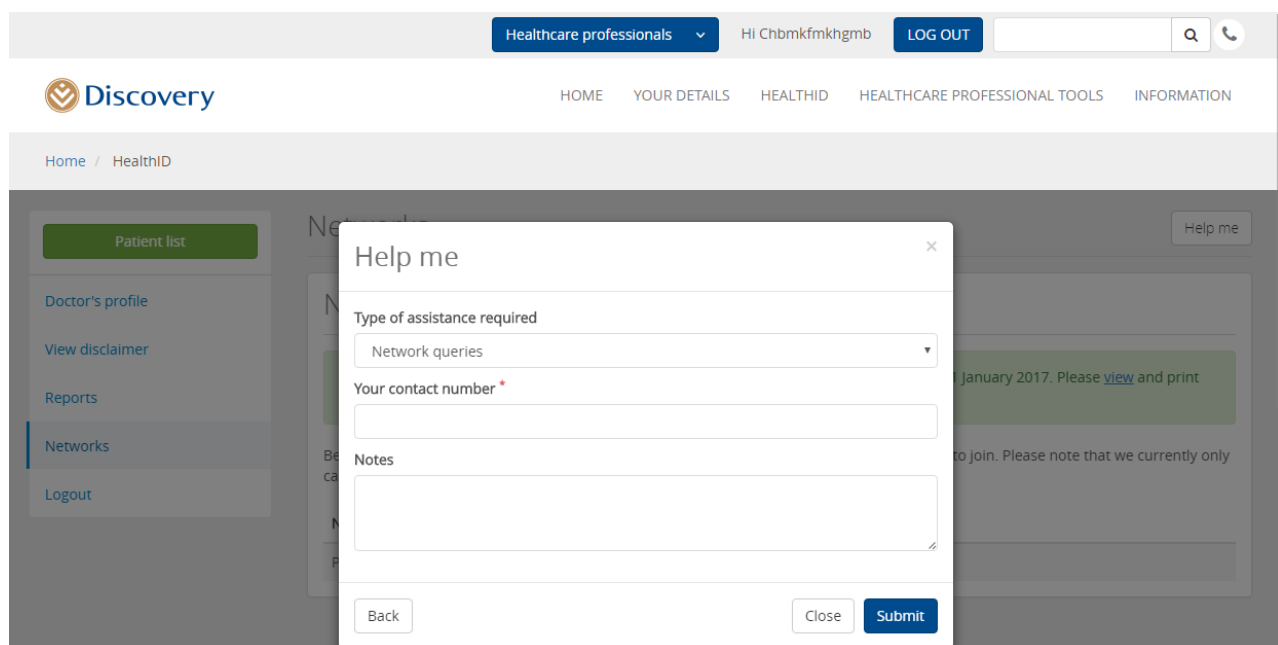 Healthcare professionals
Hi Chbmkfmkhgmb
LOG OUT
Discovery
HOME YOUR DETAILS HEALTHID HEALTHCARE PROFESSIONAL TOOLS INFORMATION
Home / HealthID
Patient list
Doctor's profile
View disclaimer
Reports
Networks
Logout
Help me
Help me ×
Type of assistance required
Network queries
Your contact number *
Notes
Back Close Submit
January 2017. Please view and print
to join. Please note that we currently only